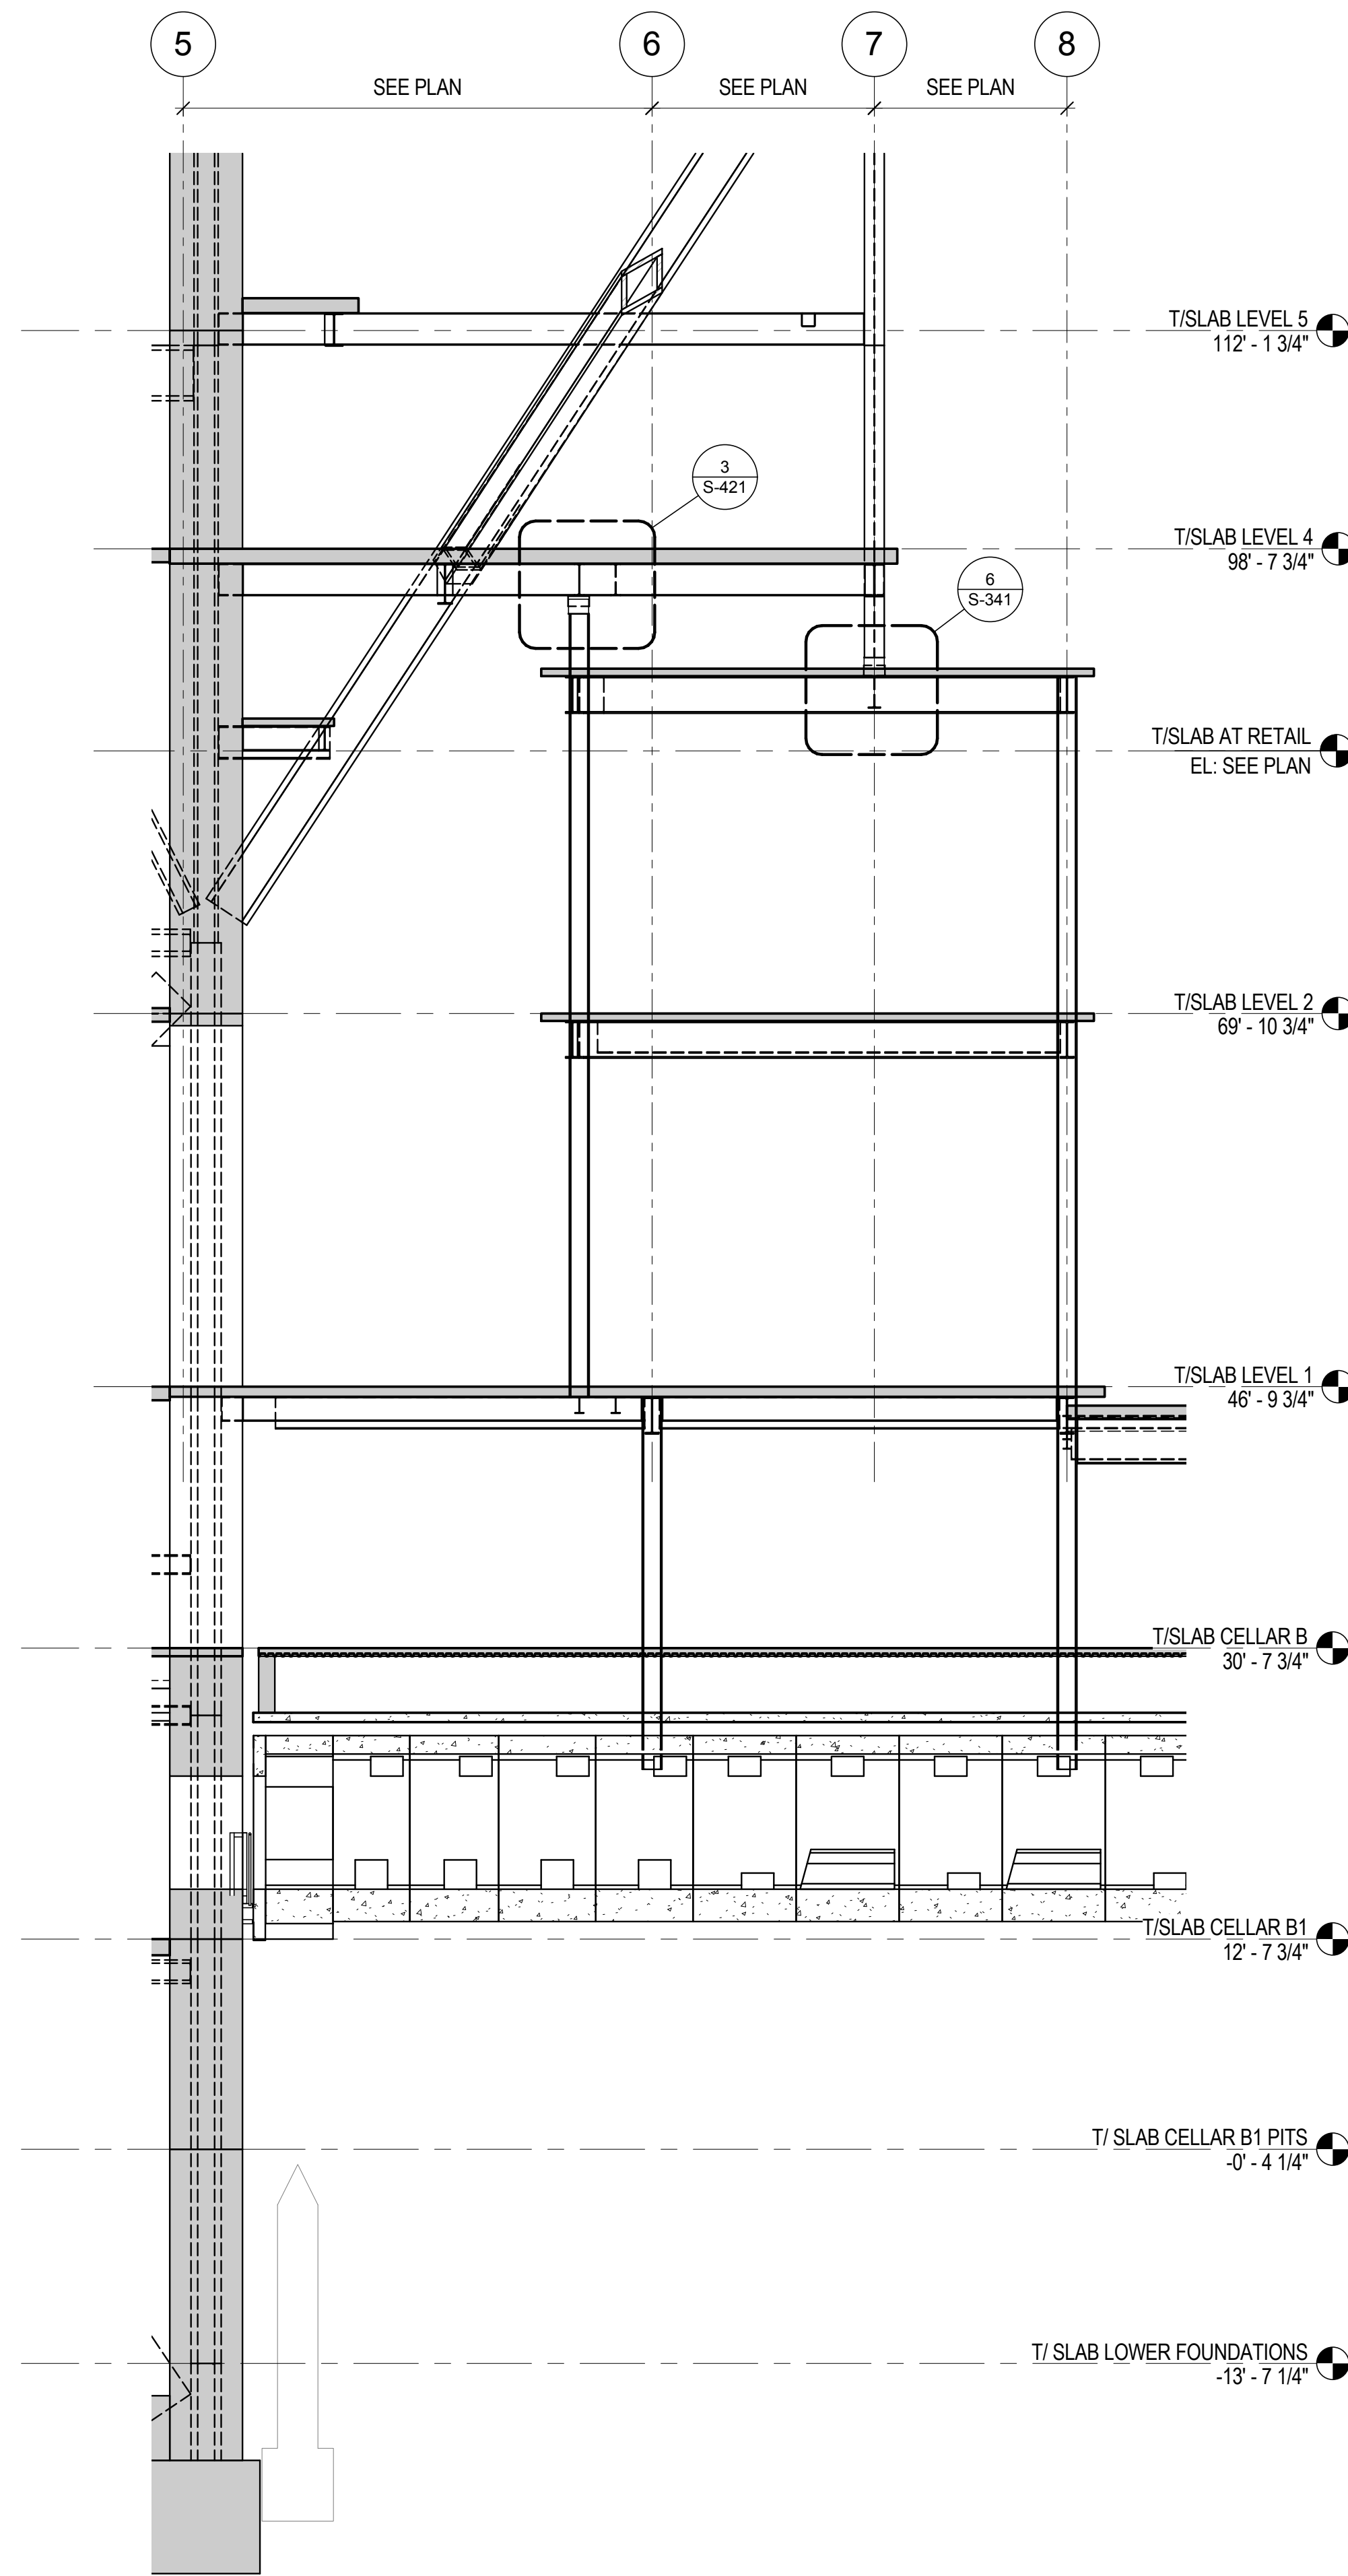 5
6
7
8
SEE PLAN
SEE PLAN
SEE PLAN
T/SLAB LEVEL 5
112' - 1 3/4"
3
S-421
T/SLAB LEVEL 4
98' - 7 3/4"
6
S-341
T/SLAB AT RETAIL
EL: SEE PLAN
T/SLAB LEVEL 2
69' - 10 3/4"
T/SLAB LEVEL 1
46' - 9 3/4"
T/SLAB CELLAR B
30' - 7 3/4"
T/SLAB CELLAR B1
12' - 7 3/4"
T/ SLAB CELLAR B1 PITS
-0' - 4 1/4"
T/ SLAB LOWER FOUNDATIONS
-13' - 7 1/4"